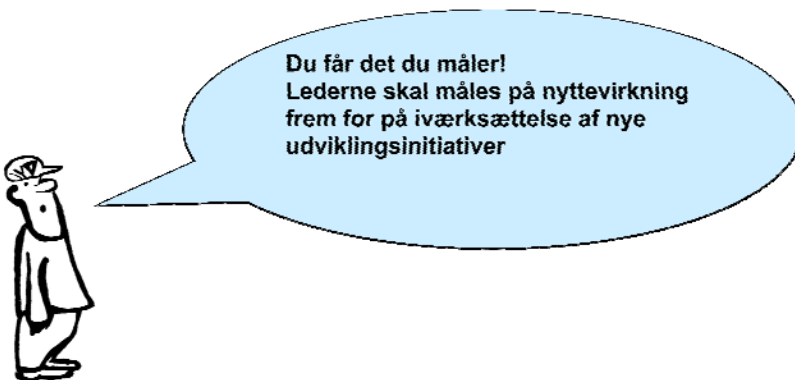 Du får det du måler!
Lederne skal måles på nyttevirkning
frem for på iværksættelse af nye
udviklingsinitiativer